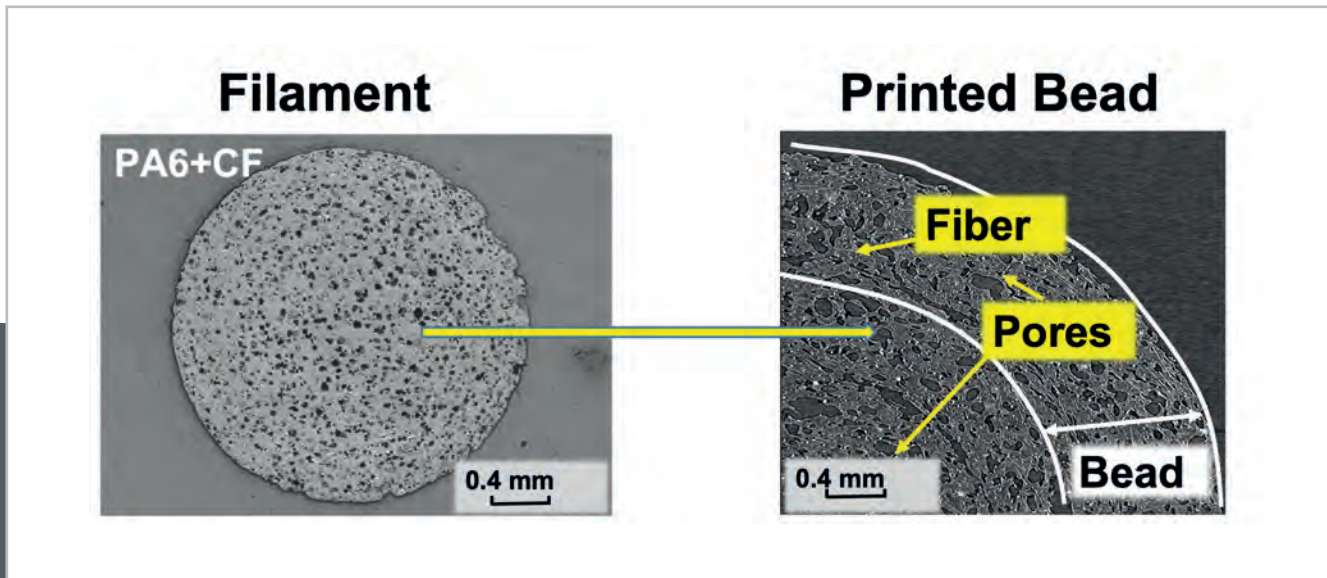 Filament
Printed Bead
PA6+CF
Fiber
Pores
0.4 mm
0.4 mm
Bead